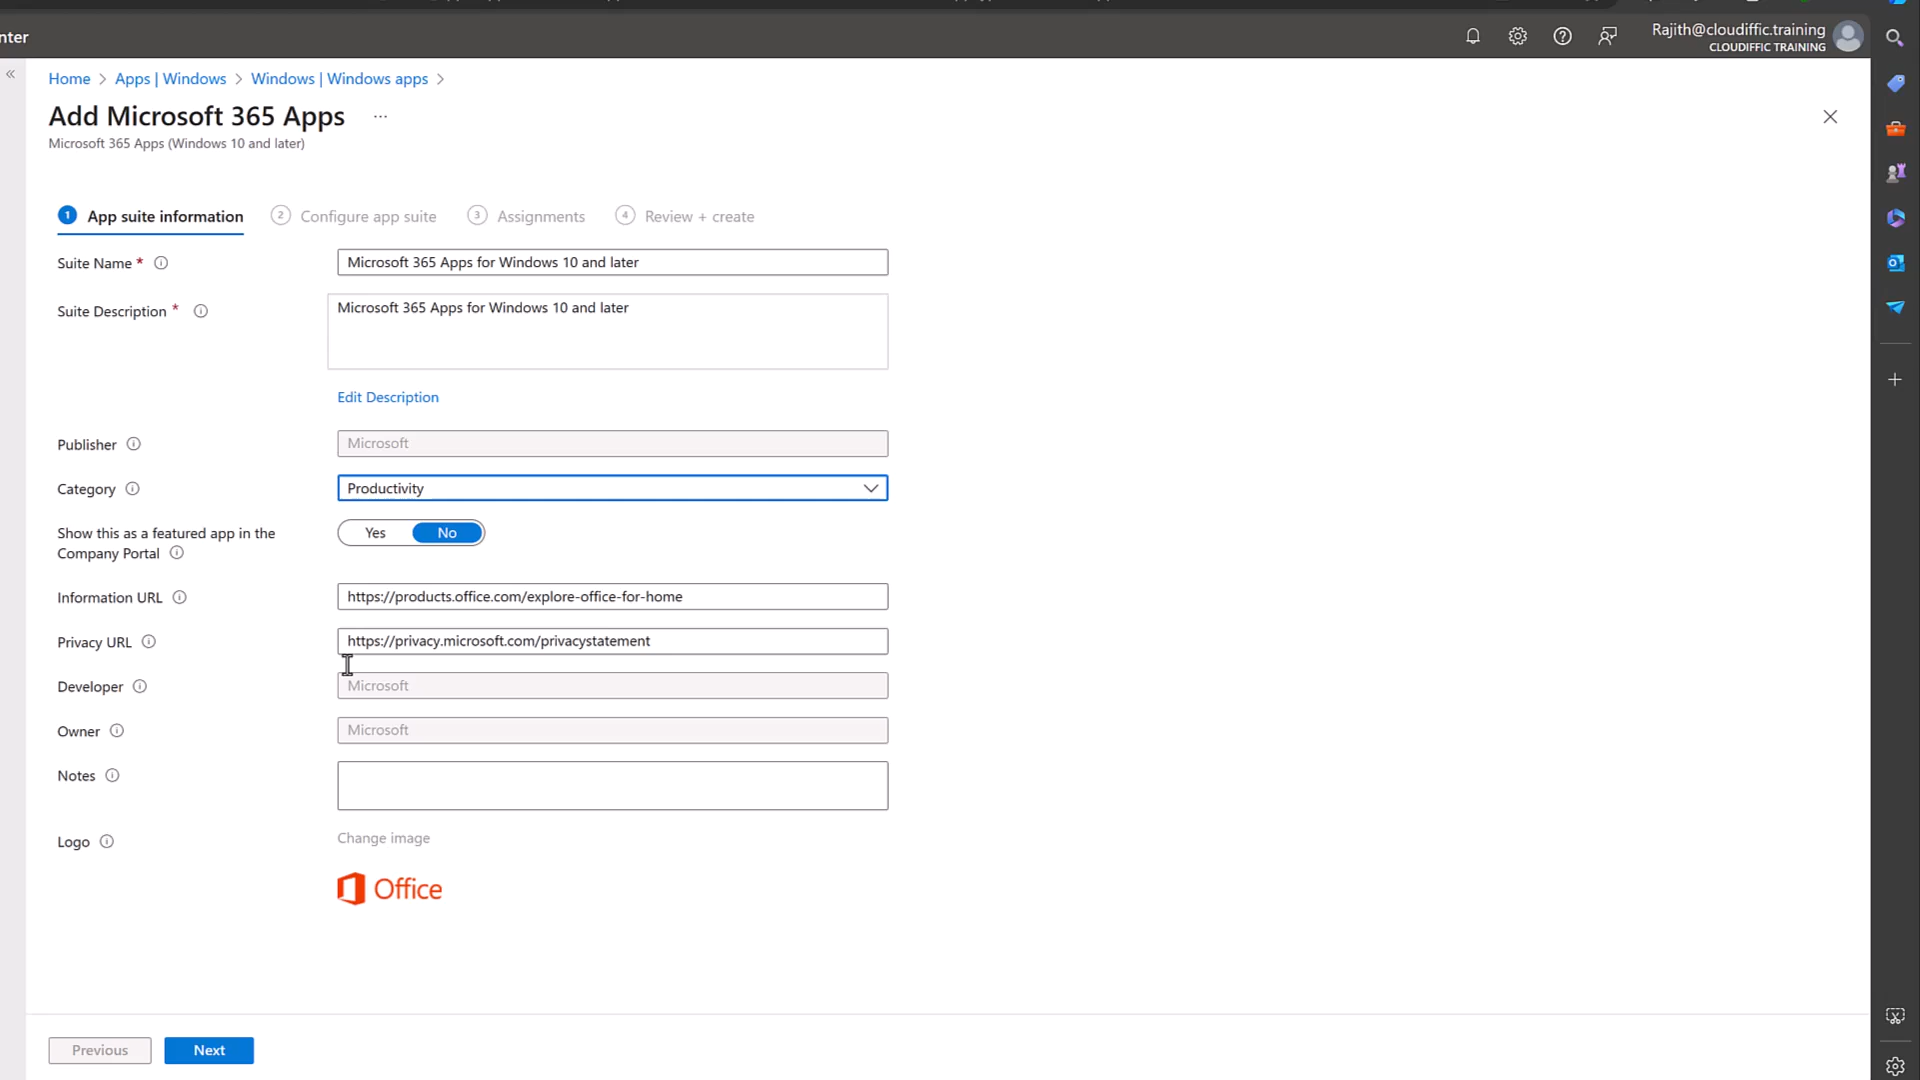 nter
Rajith@cloudiffic.training
CLOUDIFFIC TRAINING
Home > Apps | Windows > Windows | Windows apps >
Add Microsoft 365 Apps ...
Microsoft 365 Apps (Windows 10 and later)
1 App suite information 2 Configure app suite 3 Assignments 4 Review + create
Suite Name * Microsoft 365 Apps for Windows 10 and later
Suite Description * Microsoft 365 Apps for Windows 10 and later
Edit Description
Publisher Microsoft
Category Productivity
Show this as a featured app in the
Company Portal
Yes No
Information URL https://products.office.com/explore-office-for-home
Privacy URL https://privacy.microsoft.com/privacystatement
Developer Microsoft
Owner Microsoft
Notes
Logo Change image
Office
Previous Next